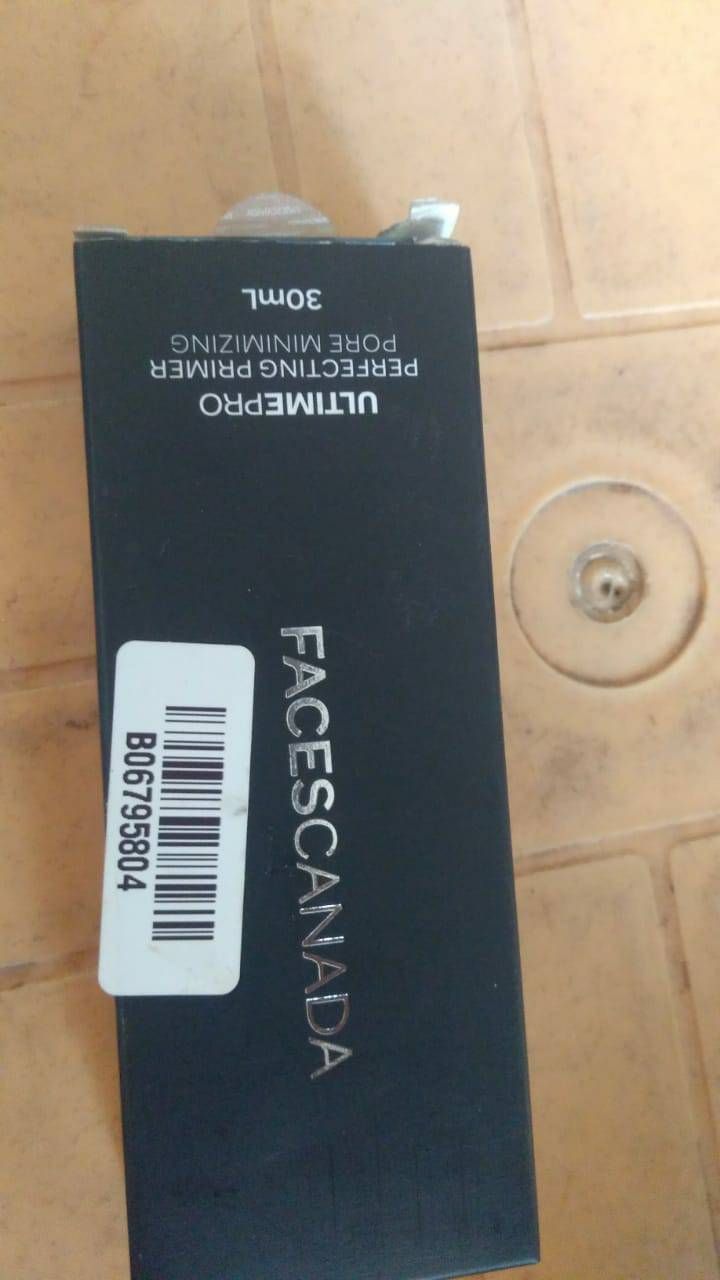 FACESCANADA
ULTIMEPRO
PERFECTING PRIMER
PORE MINIMIZING
30mL
B06795804